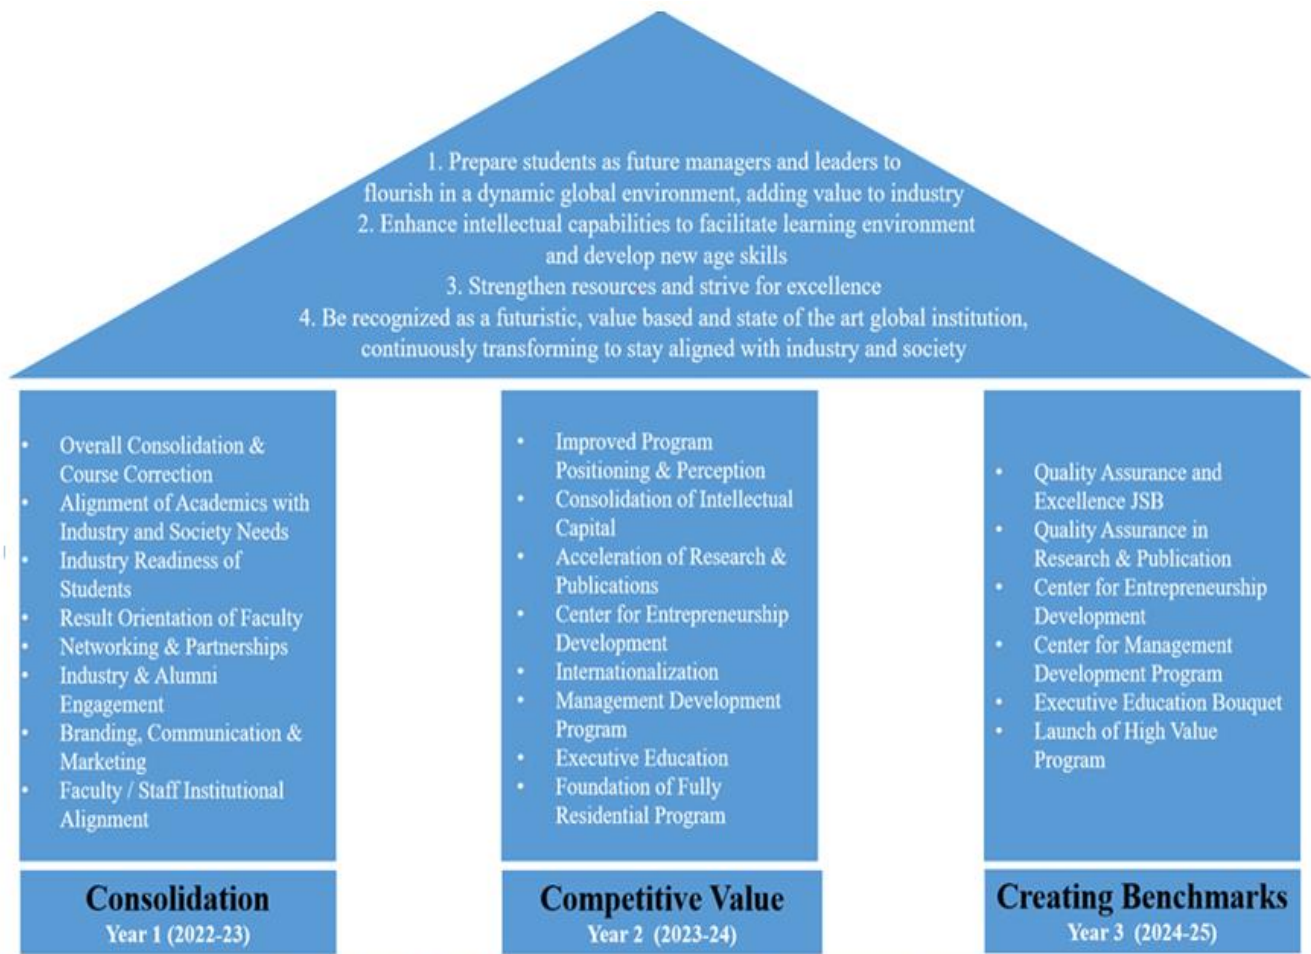 1. Prepare students as future managers and leaders to
flourish in a dynamic global environment, adding value to industry
2. Enhance intellectual capabilities to facilitate learning environment
and develop new age skills
3. Strengthen resources and strive for excellence
4. Be recognized as a futuristic, value based and state of the art global institution,
continuously transforming to stay aligned with industry and society
• Overall Consolidation &
Course Correction
• Alignment of Academics with
Industry and Society Needs
• Industry Readiness of
Students
• Result Orientation of Faculty
• Networking & Partnerships
• Industry & Alumni
Engagement
• Branding, Communication &
Marketing
• Faculty / Staff Institutional
Alignment
Consolidation
Year 1 (2022-23)
• Improved Program
Positioning & Perception
• Consolidation of Intellectual
Capital
• Acceleration of Research &
Publications
• Center for Entrepreneurship
Development
• Internationalization
• Management Development
Program
• Executive Education
• Foundation of Fully
Residential Program
Competitive Value
Year 2 (2023-24)
• Quality Assurance and
Excellence JSB
• Quality Assurance in
Research & Publication
• Center for Entrepreneurship
Development
• Center for Management
Development Program
• Executive Education Bouquet
• Launch of High Value
Program
Creating Benchmarks
Year 3 (2024-25)